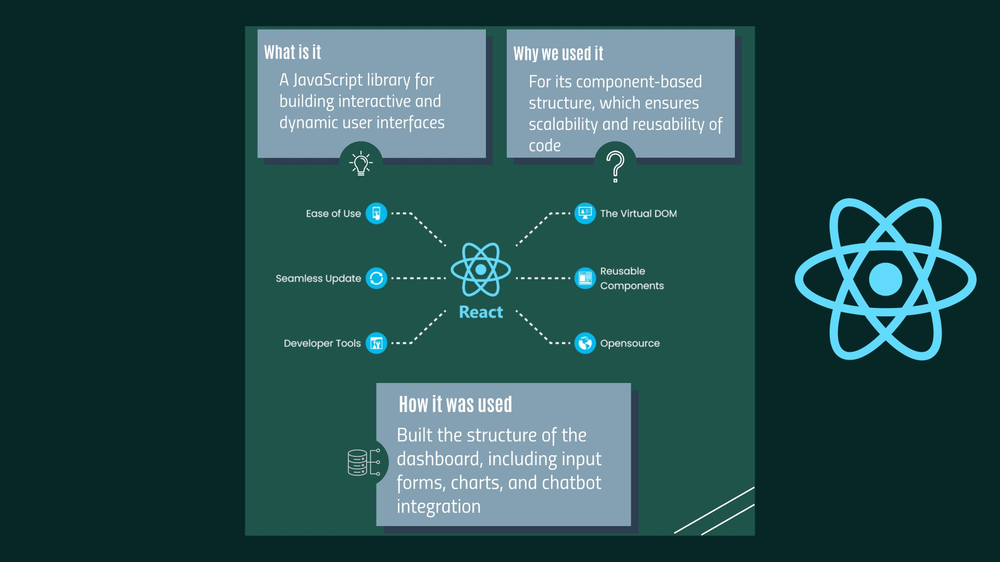 What is it
A JavaScript library for
building interactive and
dynamic user interfaces
Why we used it
For its component-based
structure, which ensures
scalability and reusability of
code
Ease of Use
Seamless Update
Developer Tools
React
The Virtual DOM
Reusable
Components
Opensource
How it was used
Built the structure of the
dashboard, including input
forms, charts, and chatbot
integration